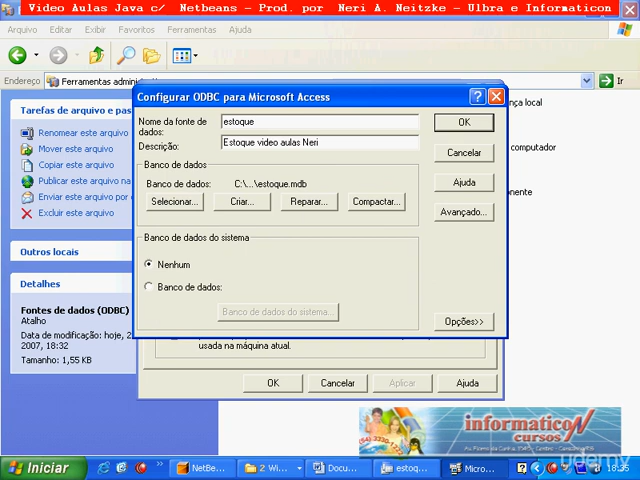 Video Aulas Java c/ Netbeans - Prod. por Neri A. Neitzke - Ulbra e Informaticon
Arquivo Editar Exibir Favoritos Ferramentas Ajuda
Voltar Pesquisar Pastas
Endereço Ferramentas admini
Ir
Configurar ODBC para Microsoft Access
Nome da fonte de dados: estoque
OK
Descrição: Estoque video aulas Neri
Cancelar
Banco de dados
Banco de dados: C:\...\estoque.mdb
Ajuda
Selecionar... Criar... Reparar... Compactar...
Avançado...
Banco de dados do sistema
Nenhum
Banco de dados:
Banco de dados do sistema...
Opções>>
usada na máquina atual.
OK Cancelar Aplicar Ajuda
Tarefas de arquivo e pas
Renomear este arquivo
Mover este arquivo
Copiar este arquivo
Publicar este arquivo na
Enviar este arquivo por
Excluir este arquivo
Outros locais
Detalhes
Fontes de dados (ODBC)
Atalho
Data de modificação: hoje, 2
2007, 18:32
Tamanho: 1,55 KB
ça local
computador
onente
informaticon
cursos
Iniciar NetBe... 2 Wi... Docu... estoq... Micro... 18:35
udemy